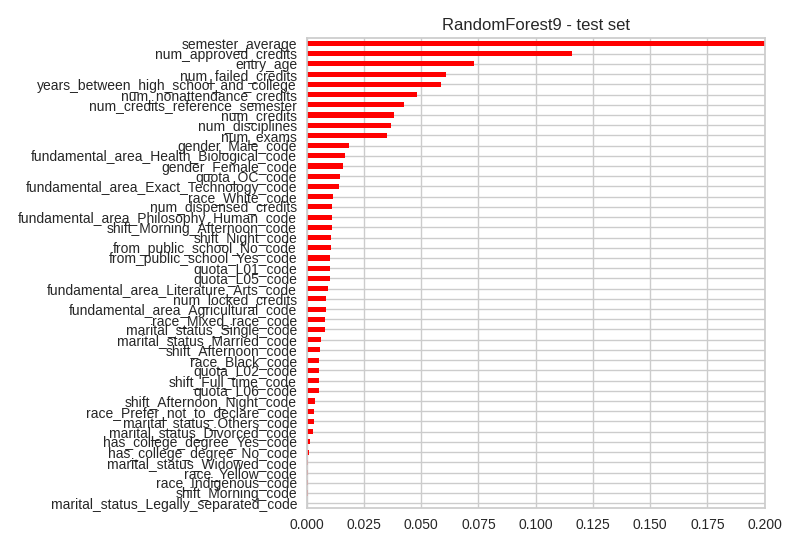 RandomForest9 - test set
semester_average
num_approved_credits
entry_age
num_failed_credits
years_between_high_school_and_college
num_nonattendance_credits
num_credits_reference_semester
num_credits
num_disciplines
num_exams
gender_Male_code
fundamental_area_Health_Biological_code
gender_Female_code
quota_OC_code
fundamental_area_Exact_Technology_code
race_White_code
num_dispensed_credits
fundamental_area_Philosophy_Human_code
shift_Morning_Afternoon_code
shift_Night_code
from_public_school_No_code
from_public_school_Yes_code
quota_L01_code
quota_L05_code
fundamental_area_Literature_Arts_code
num_locked_credits
fundamental_area_Agricultural_code
race_Mixed_race_code
marital_status_Single_code
marital_status_Married_code
shift_Afternoon_code
race_Black_code
quota_L02_code
shift_Full_time_code
quota_L06_code
shift_Afternoon_Night_code
race_Prefer_not_to_declare_code
marital_status_Others_code
marital_status_Divorced_code
has_college_degree_Yes_code
has_college_degree_No_code
marital_status_Widowed_code
race_Yellow_code
race_Indigenous_code
shift_Morning_code
marital_status_Legally_separated_code
0.000 0.025 0.050 0.075 0.100 0.125 0.150 0.175 0.200